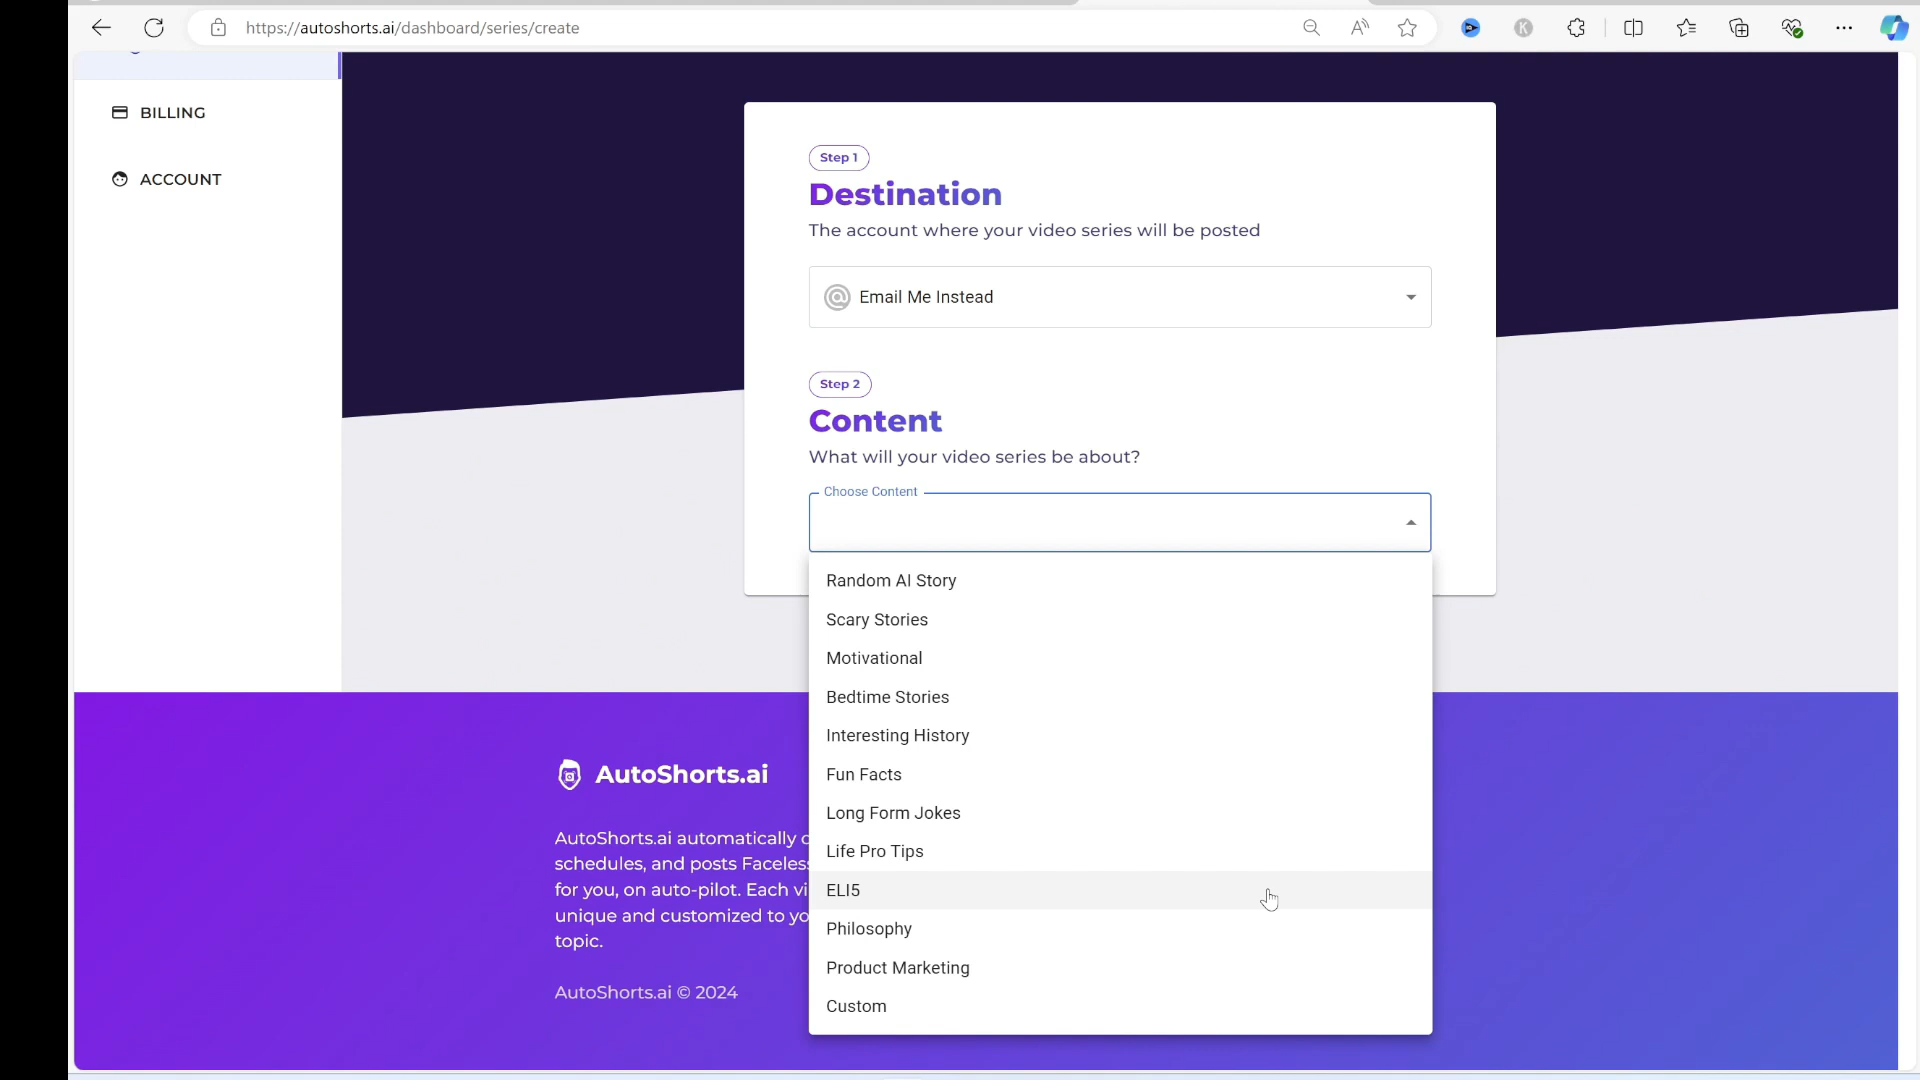 https://autoshorts.ai/dashboard/series/create
BILLING
ACCOUNT
Step 1
Destination
The account where your video series will be posted
Email Me Instead
Step 2
Content
What will your video series be about?
Choose Content
Random AI Story
Scary Stories
Motivational
Bedtime Stories
Interesting History
Fun Facts
Long Form Jokes
Life Pro Tips
ELI5
Philosophy
Product Marketing
Custom
AutoShorts.ai
AutoShorts.ai automatically
schedules, and posts Faceless
for you, on auto-pilot. Each
unique and customized to
topic.
AutoShorts.ai © 2024